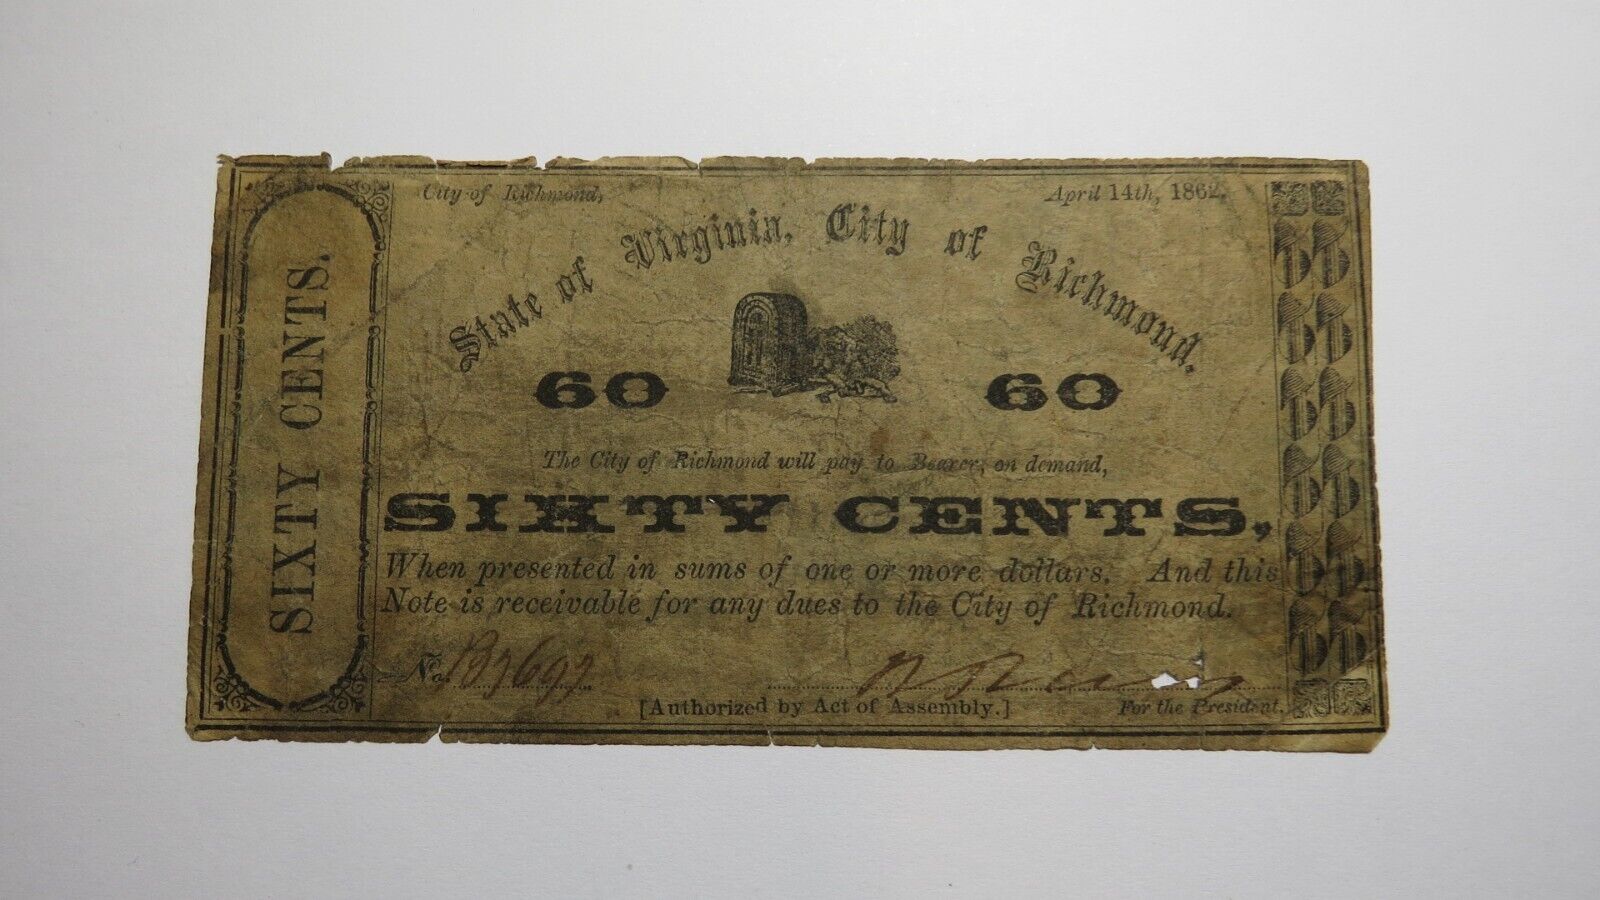 City of Richmond,
April 14th, 1862.
State of Virginia, City of Richmond.
SIXTY CENTS.
60
60
The City of Richmond will pay to Bearer, on demand,
SIXTY CENTS,
When presented in sums of one or more dollars. And this
Note is receivable for any dues to the City of Richmond.
No. B7697
[Authorized by Act of Assembly.]
For the President.